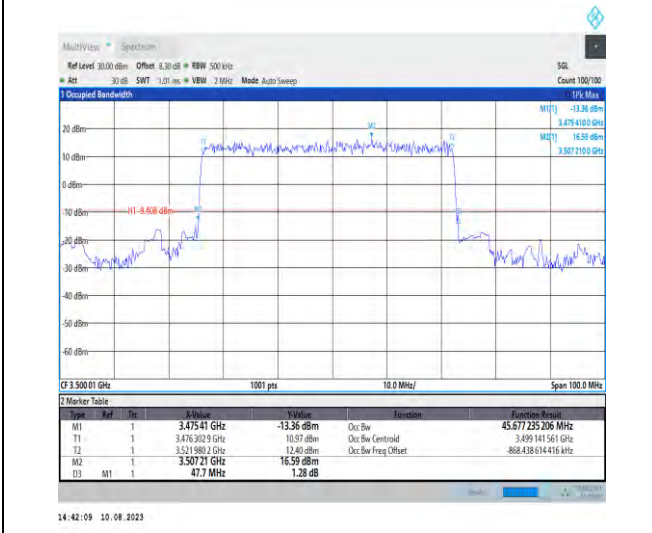 MultiView Spectrum
Ref Level 30.00 dBm Offset 8.30 dB RBW 500 kHz SGL
Att 30 dB SWT 1.01 ms VBW 2 MHz Mode Auto Sweep Count 100/100
1 Occupied Bandwidth 1Pk Max
M1[1] -13.36 dBm
3.475 410 0 GHz
M2[1] 16.59 dBm
3.507 210 0 GHz
M2
T1
T2
20 dBm
10 dBm
0 dBm
-10 dBm
H1 -9.408 dBm
M1
-20 dBm
-30 dBm
-40 dBm
-50 dBm
-60 dBm
CF 3.500 01 GHz 1001 pts 10.0 MHz/ Span 100.0 MHz
2 Marker Table
Type Ref Trc X-Value Y-Value Function Function Result
M1 1 3.475 41 GHz -13.36 dBm Occ Bw 45.677 235 206 MHz
T1 1 3.476 302 9 GHz 10.97 dBm Occ Bw Centroid 3.499 141 561 GHz
T2 1 3.521 980 2 GHz 12.40 dBm Occ Bw Freq Offset -868.438 614 416 kHz
M2 1 3.507 21 GHz 16.59 dBm
D3 M1 1 47.7 MHz 1.28 dB
14:42:09 10.08.2023